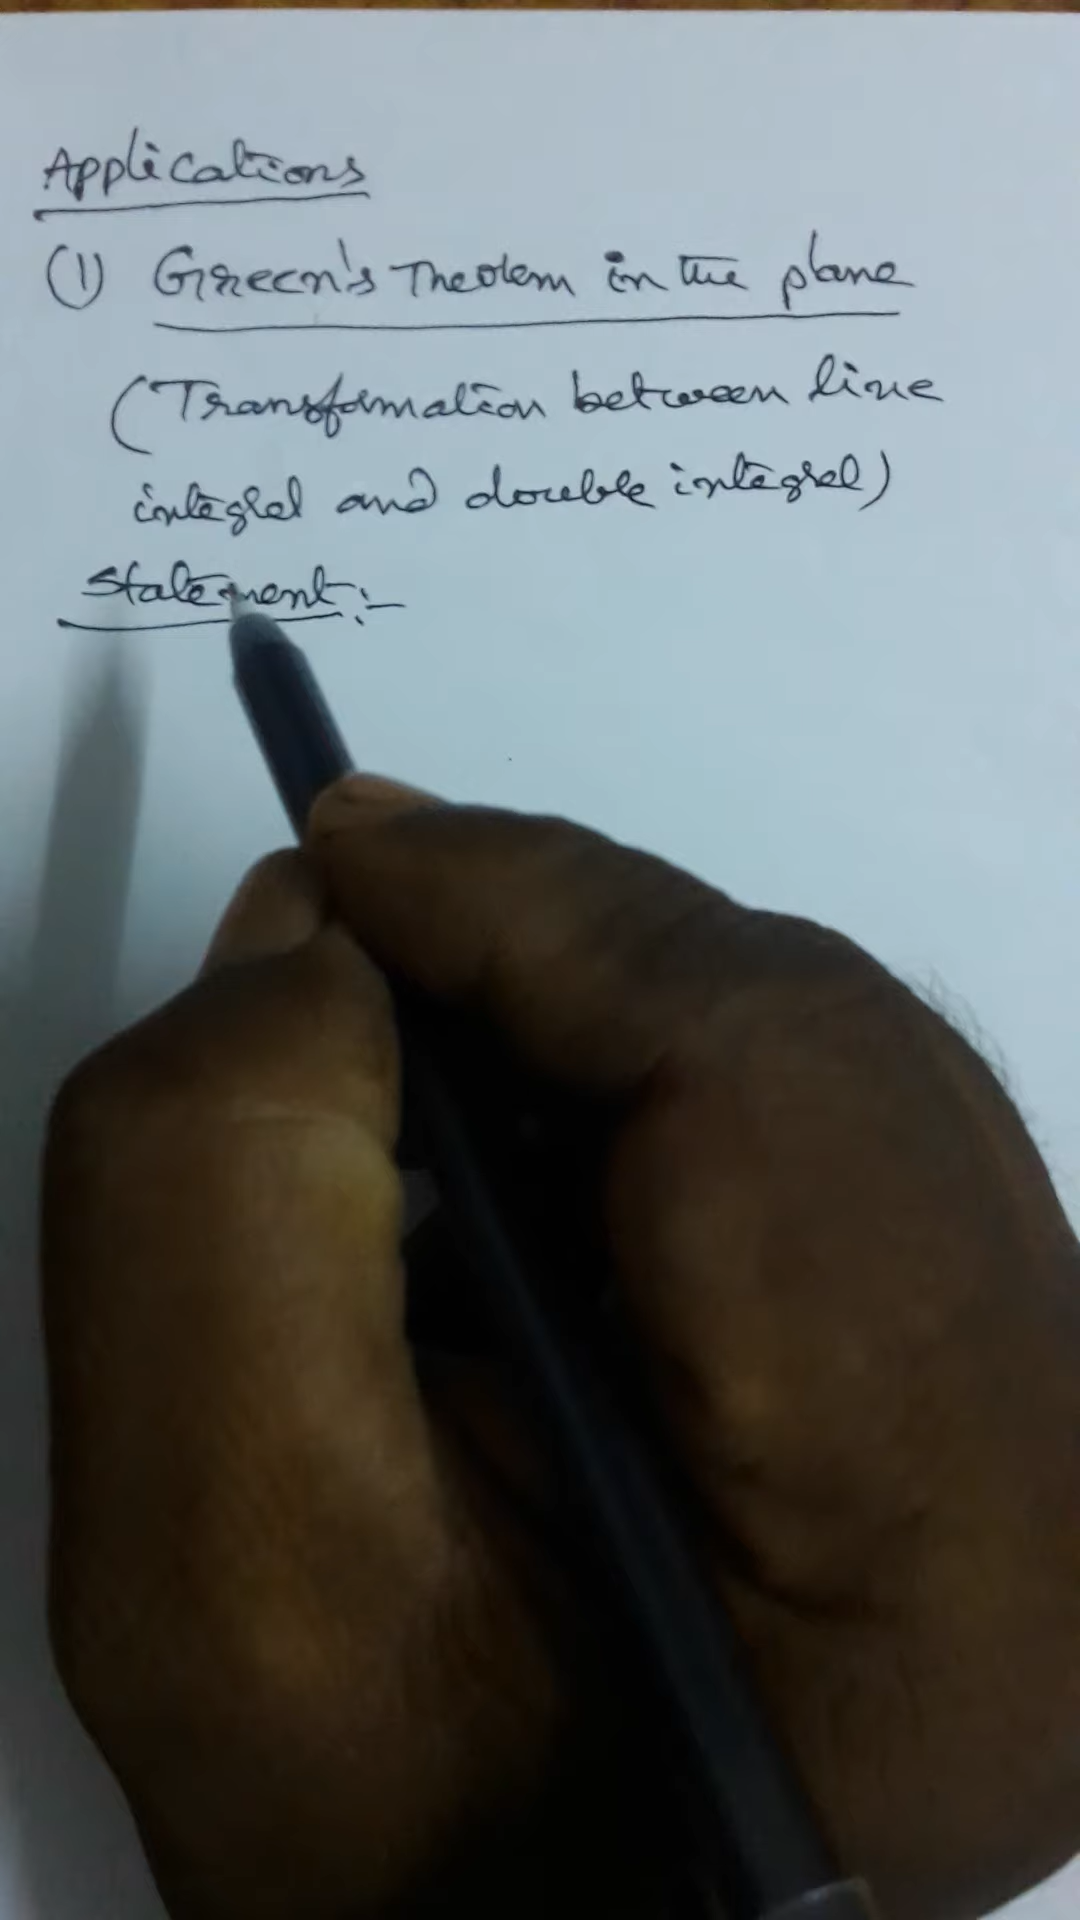 Applications
(1) Green's Theorem in the plane
(Transformation between line
integral and double integral)
Statement:-